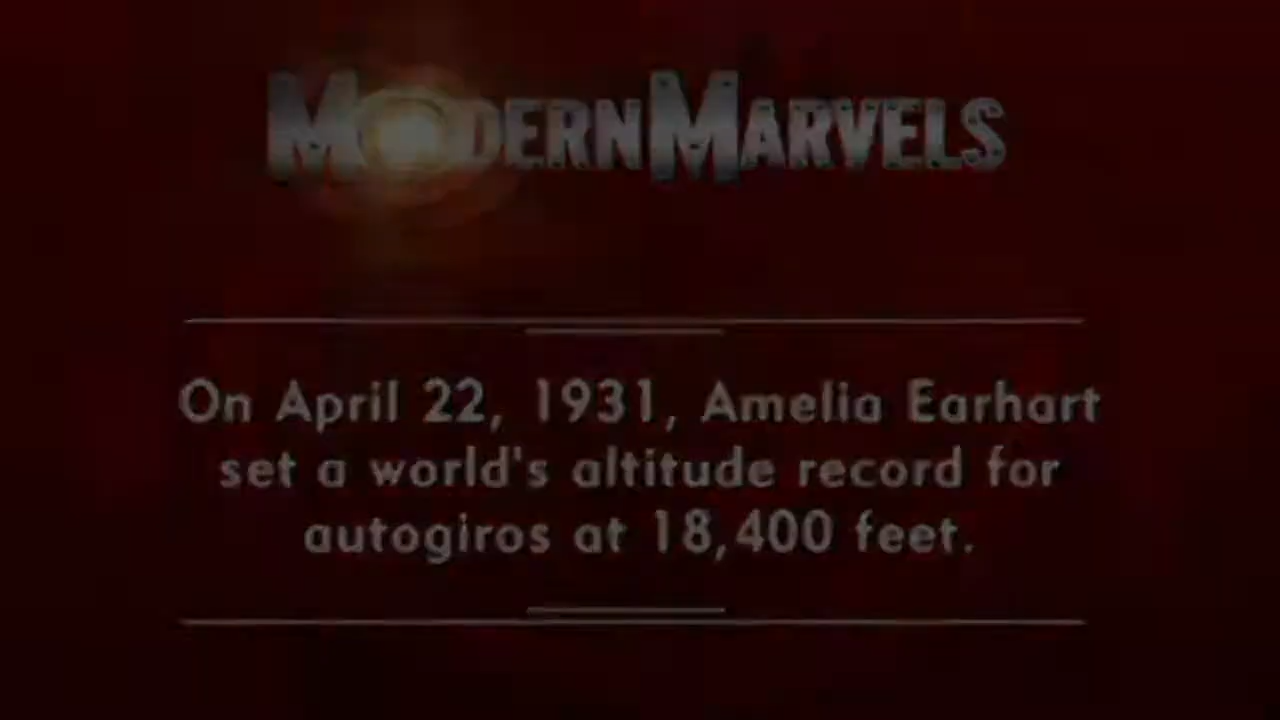 MODERN MARVELS
On April 22, 1931, Amelia Earhart
set a world's altitude record for
autogiros at 18,400 feet.